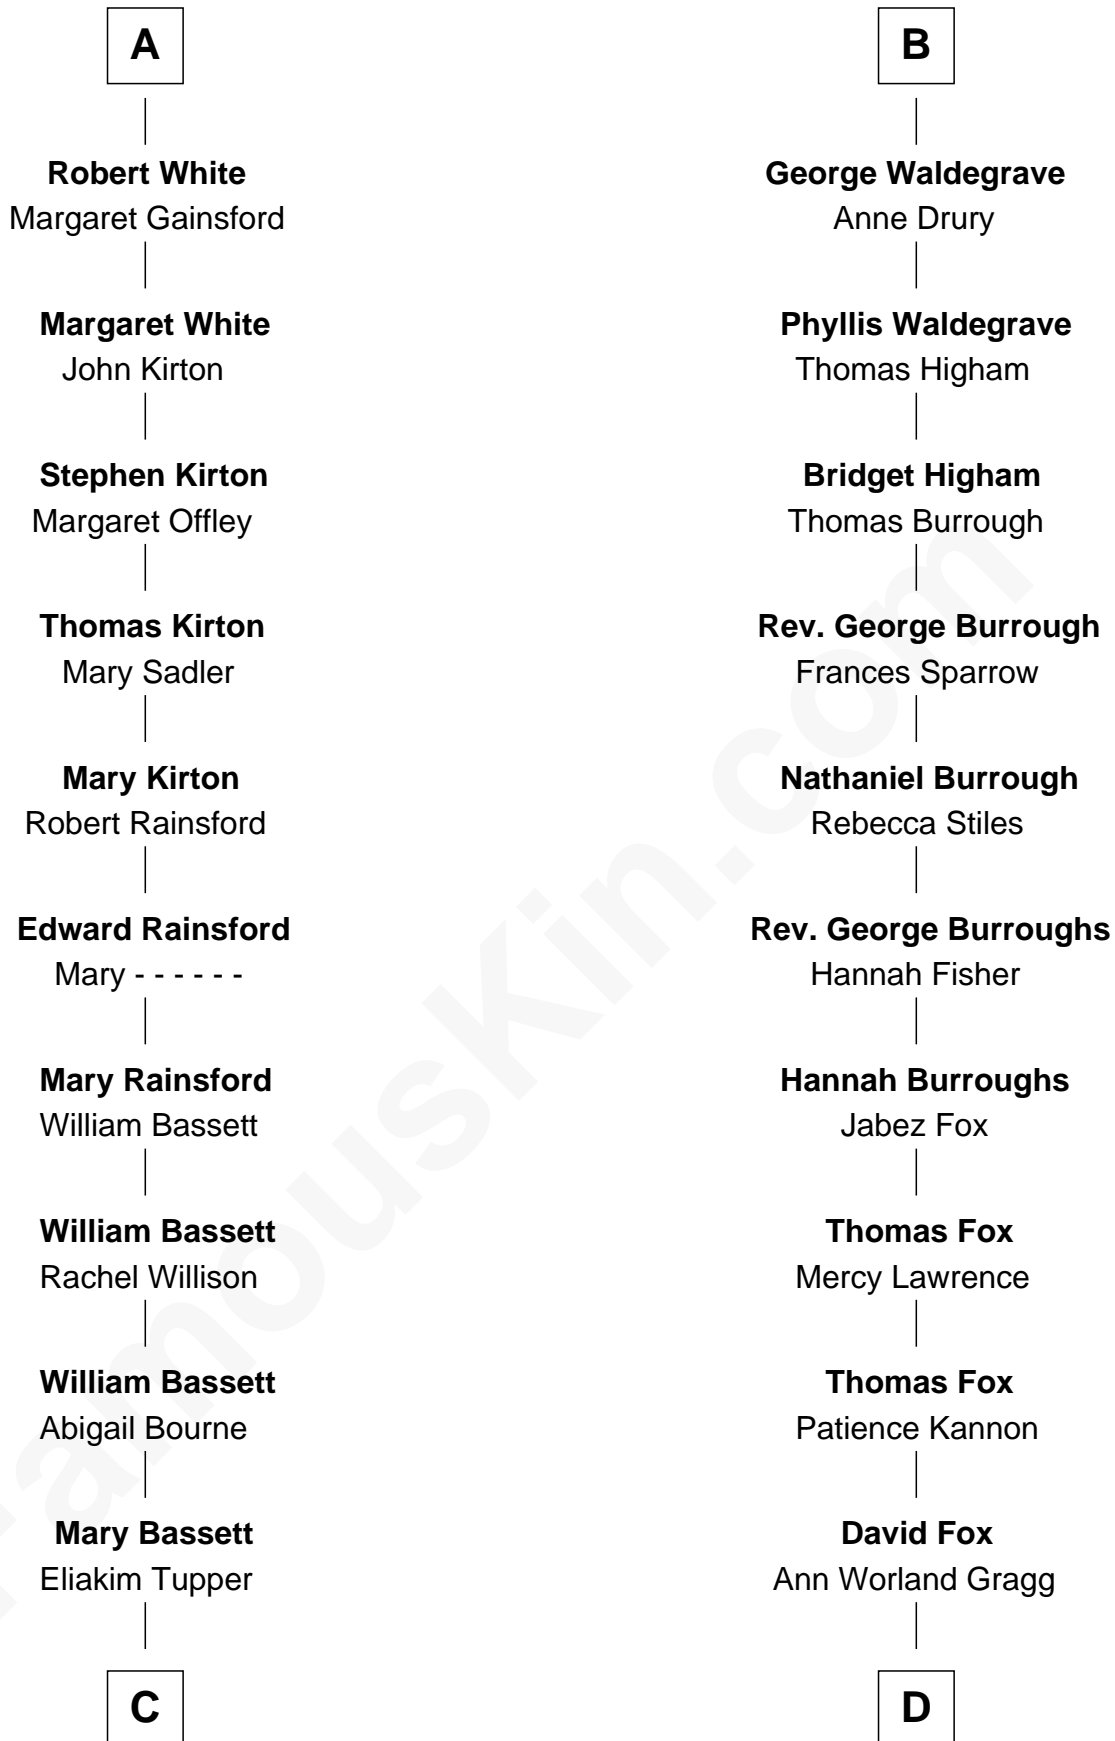 A
Robert White
Margaret Gainsford
Margaret White
John Kirton
Stephen Kirton
Margaret Offley
Thomas Kirton
Mary Sadler
Mary Kirton
Robert Rainsford
Edward Rainsford
Mary - - - - - -
Mary Rainsford
William Bassett
William Bassett
Rachel Willison
William Bassett
Abigail Bourne
Mary Bassett
Eliakim Tupper
C
B
George Waldegrave
Anne Drury
Phyllis Waldegrave
Thomas Higham
Bridget Higham
Thomas Burrough
Rev. George Burrough
Frances Sparrow
Nathaniel Burrough
Rebecca Stiles
Rev. George Burroughs
Hannah Fisher
Hannah Burroughs
Jabez Fox
Thomas Fox
Mercy Lawrence
Thomas Fox
Patience Kannon
David Fox
Ann Worland Gragg
D
FamousKin.com